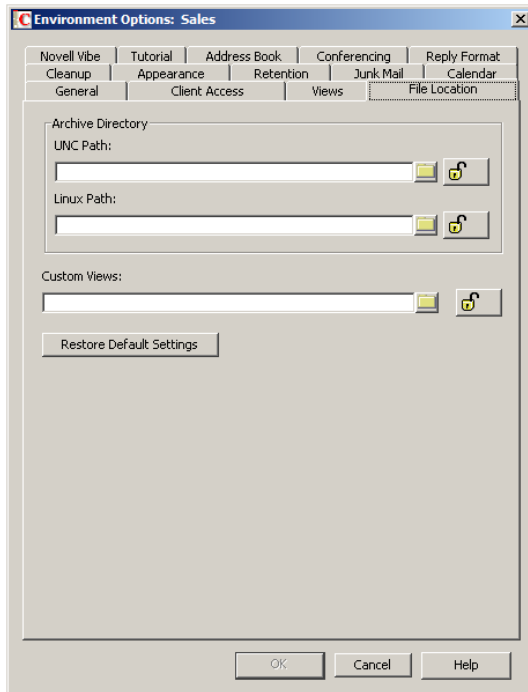 Environment Options: Sales
Novell Vibe Tutorial Address Book Conferencing Reply Format
Cleanup Appearance Retention Junk Mail Calendar
General Client Access Views File Location
Archive Directory
UNC Path:
Linux Path:
Custom Views:
Restore Default Settings
OK Cancel Help